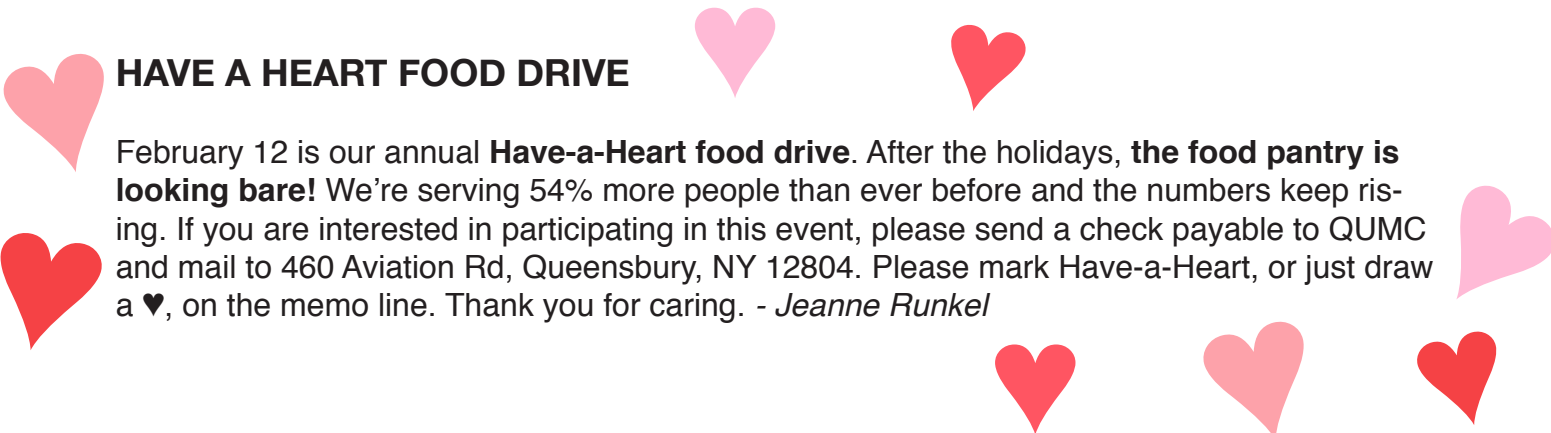 HAVE A HEART FOOD DRIVE
February 12 is our annual Have-a-Heart food drive. After the holidays, the food pantry is
looking bare! We’re serving 54% more people than ever before and the numbers keep ris-
ing. If you are interested in participating in this event, please send a check payable to QUMC
and mail to 460 Aviation Rd, Queensbury, NY 12804. Please mark Have-a-Heart, or just draw
a ♥, on the memo line. Thank you for caring. - Jeanne Runkel